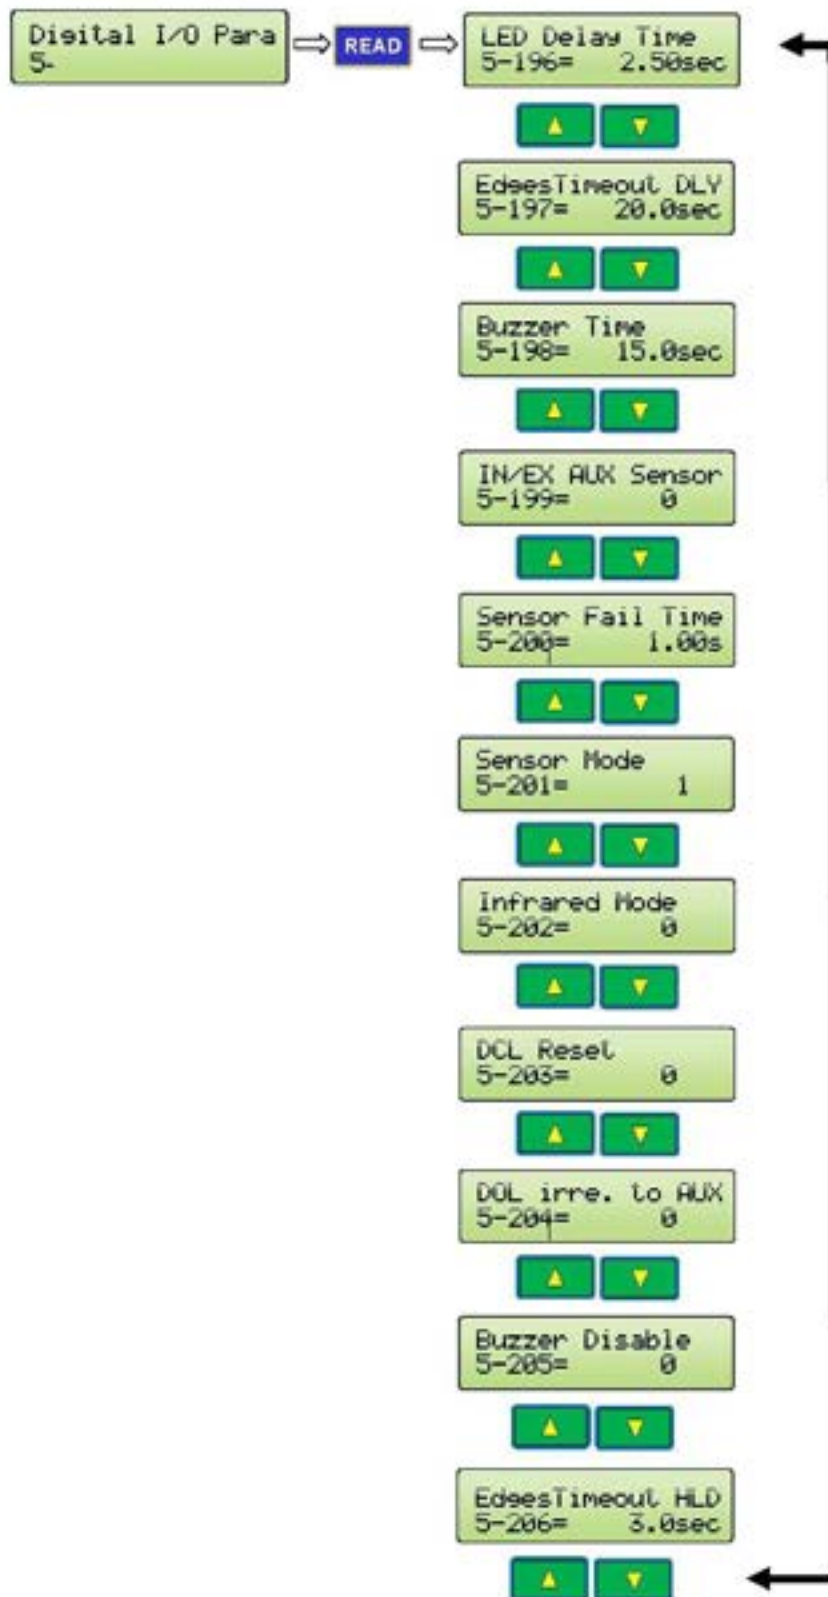 Digital I/O Para
5-
READ
LED Delay Time
5-196= 2.50sec
EdgesTimeout DLY
5-197= 20.0sec
Buzzer Time
5-198= 15.0sec
IN/EX AUX Sensor
5-199= 0
Sensor Fail Time
5-200= 1.00s
Sensor Mode
5-201= 1
Infrared Mode
5-202= 0
DCL Reset
5-203= 0
DOL irre. to AUX
5-204= 0
Buzzer Disable
5-205= 0
EdgesTimeout HLD
5-206= 3.0sec